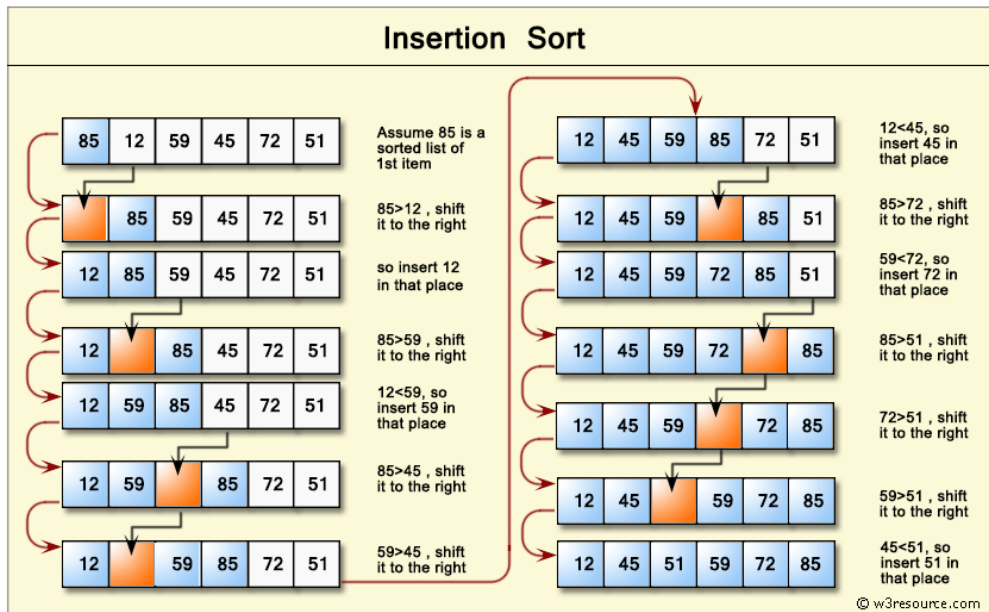 Insertion Sort
85 12 59 45 72 51
Assume 85 is a
sorted list of
1st item
85 59 45 72 51
85>12 , shift
it to the right
12 85 59 45 72 51
so insert 12
in that place
12 85 45 72 51
85>59 , shift
it to the right
12 59 85 45 72 51
12<59, so
insert 59 in
that place
12 59 85 72 51
85>45 , shift
it to the right
12 59 85 72 51
59>45 , shift
it to the right
12 45 59 85 72 51
12<45, so
insert 45 in
that place
12 45 59 85 51
85>72 , shift
it to the right
12 45 59 72 85 51
59<72, so
insert 72 in
that place
12 45 59 72 85
85>51 , shift
it to the right
12 45 59 72 85
72>51 , shift
it to the right
12 45 59 72 85
59>51 , shift
it to the right
12 45 51 59 72 85
45<51, so
insert 51 in
that place
© w3resource.com